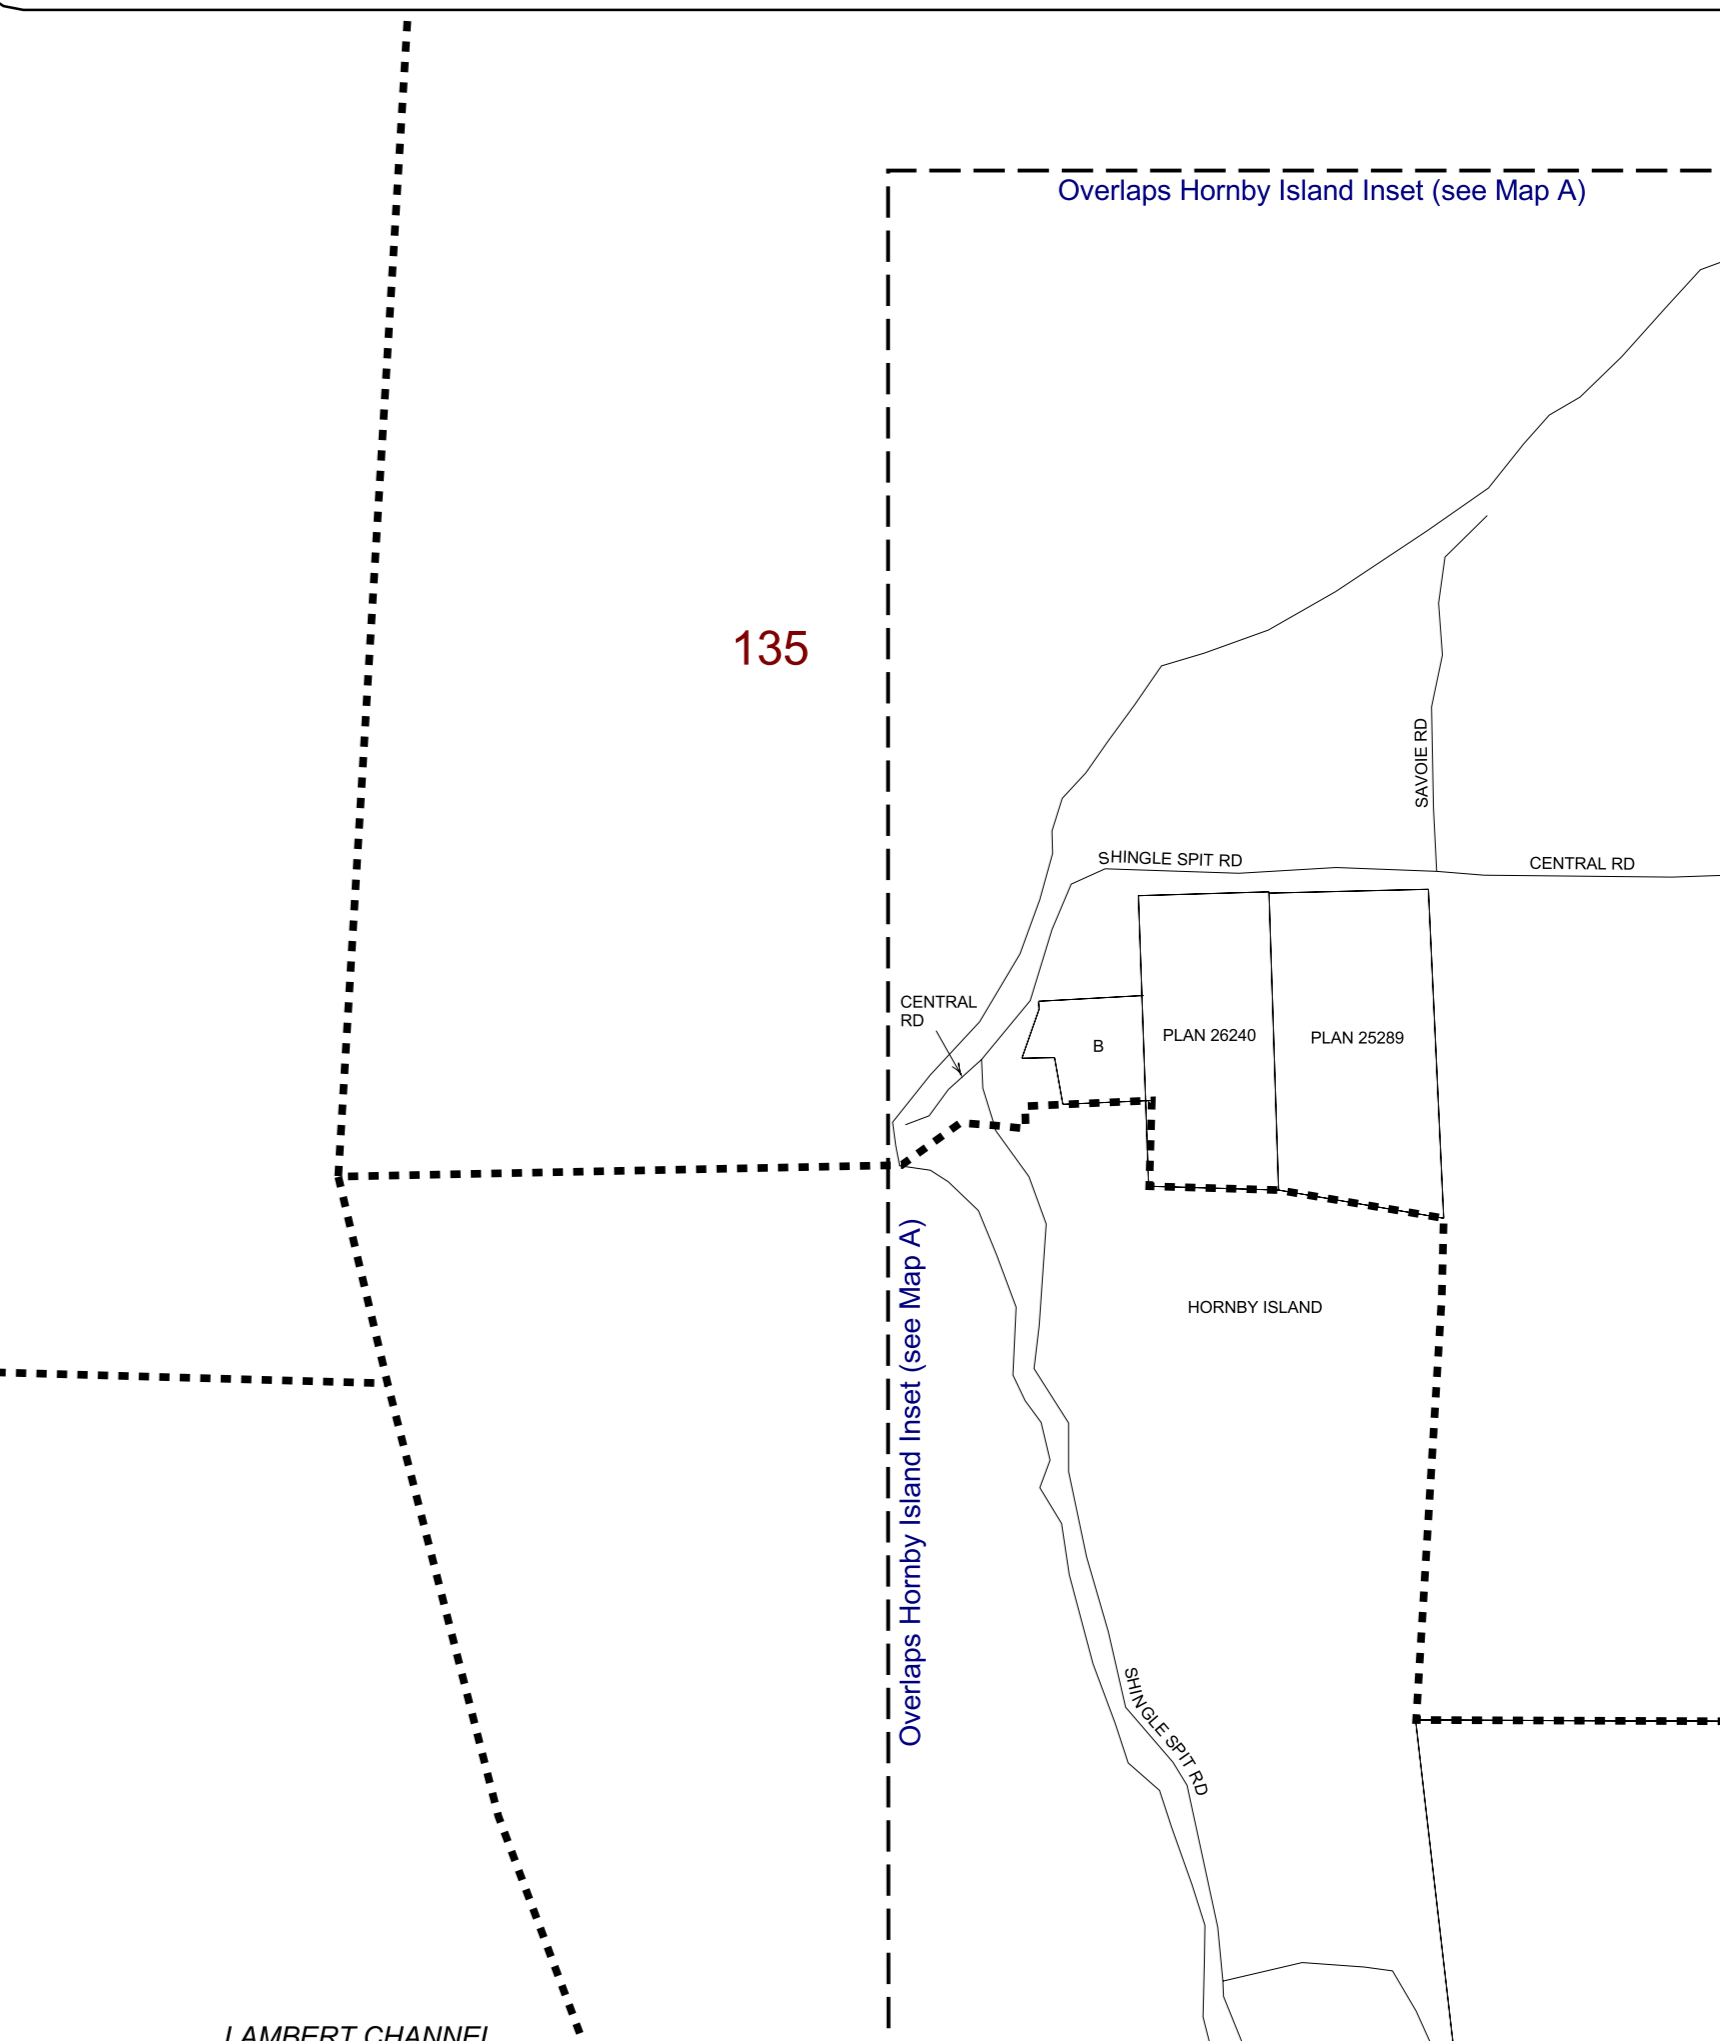 Overlaps Hornby Island Inset (see Map A)
135
SAVOIE RD
SHINGLE SPIT RD
CENTRAL RD
CENTRAL
RD
B
PLAN 26240
PLAN 25289
Overlaps Hornby Island Inset (see Map A)
HORNBY ISLAND
SHINGLE SPIT RD
LAMBERT CHANNEL